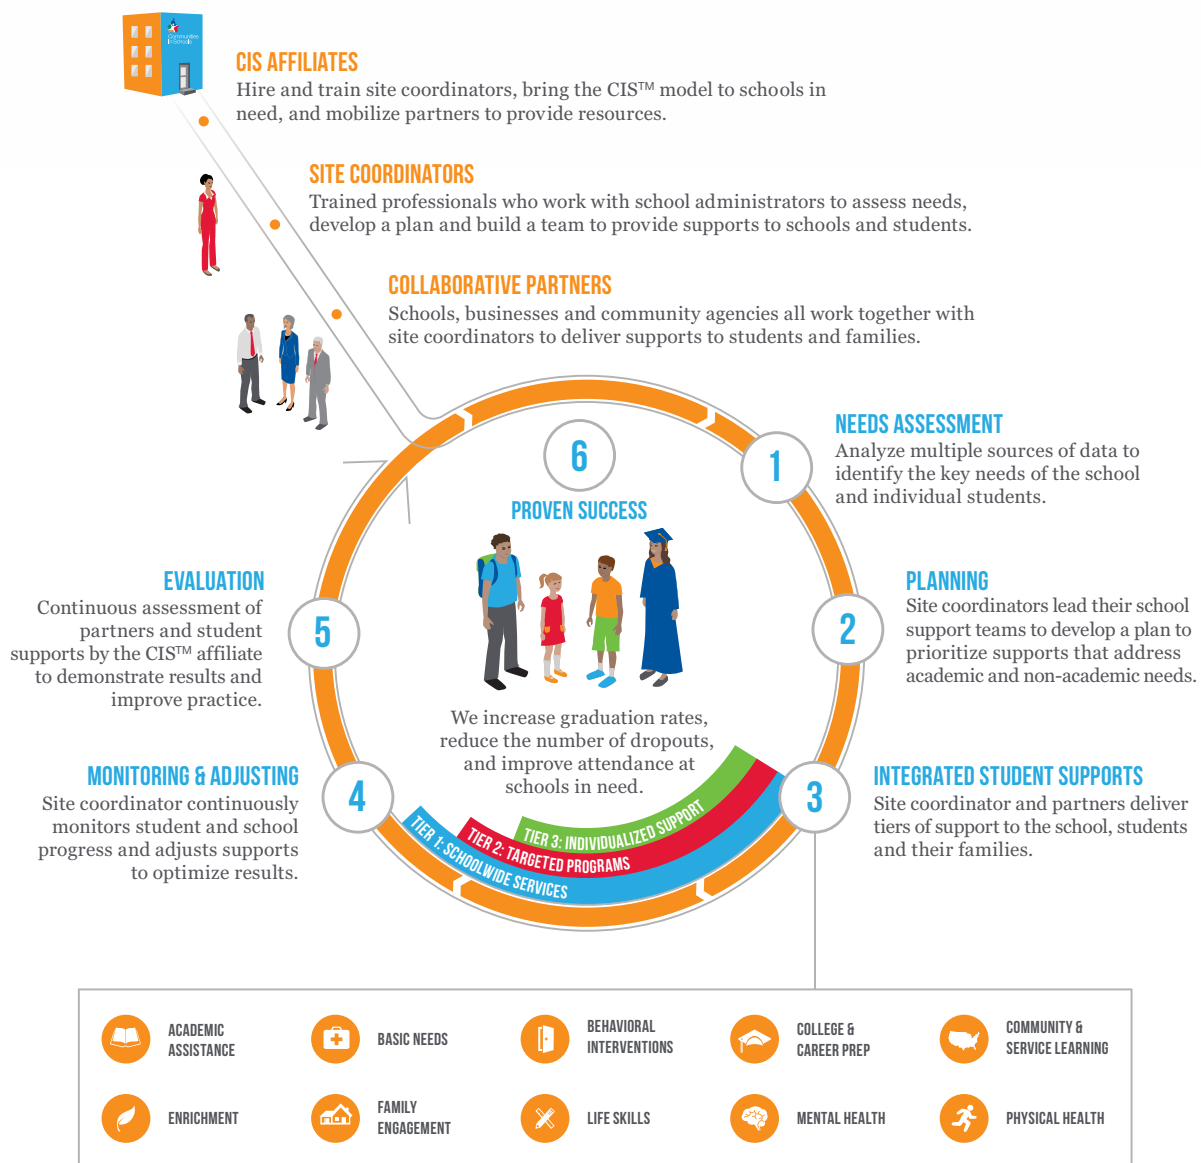 Communities
In Schools
CIS AFFILIATES
Hire and train site coordinators, bring the CIS™ model to schools in
need, and mobilize partners to provide resources.
SITE COORDINATORS
Trained professionals who work with school administrators to assess needs,
develop a plan and build a team to provide supports to schools and students.
COLLABORATIVE PARTNERS
Schools, businesses and community agencies all work together with
site coordinators to deliver supports to students and families.
1
NEEDS ASSESSMENT
Analyze multiple sources of data to
identify the key needs of the school
and individual students.
2
PLANNING
Site coordinators lead their school
support teams to develop a plan to
prioritize supports that address
academic and non-academic needs.
3
INTEGRATED STUDENT SUPPORTS
Site coordinator and partners deliver
tiers of support to the school, students
and their families.
TIER 1: SCHOOLWIDE SERVICES
TIER 2: TARGETED PROGRAMS
TIER 3: INDIVIDUALIZED SUPPORT
4
MONITORING & ADJUSTING
Site coordinator continuously
monitors student and school
progress and adjusts supports
to optimize results.
5
EVALUATION
Continuous assessment of
partners and student
supports by the CIS™ affiliate
to demonstrate results and
improve practice.
6
PROVEN SUCCESS
We increase graduation rates,
reduce the number of dropouts,
and improve attendance at
schools in need.
ACADEMIC
ASSISTANCE
BASIC NEEDS
BEHAVIORAL
INTERVENTIONS
COLLEGE &
CAREER PREP
COMMUNITY &
SERVICE LEARNING
ENRICHMENT
FAMILY
ENGAGEMENT
LIFE SKILLS
MENTAL HEALTH
PHYSICAL HEALTH